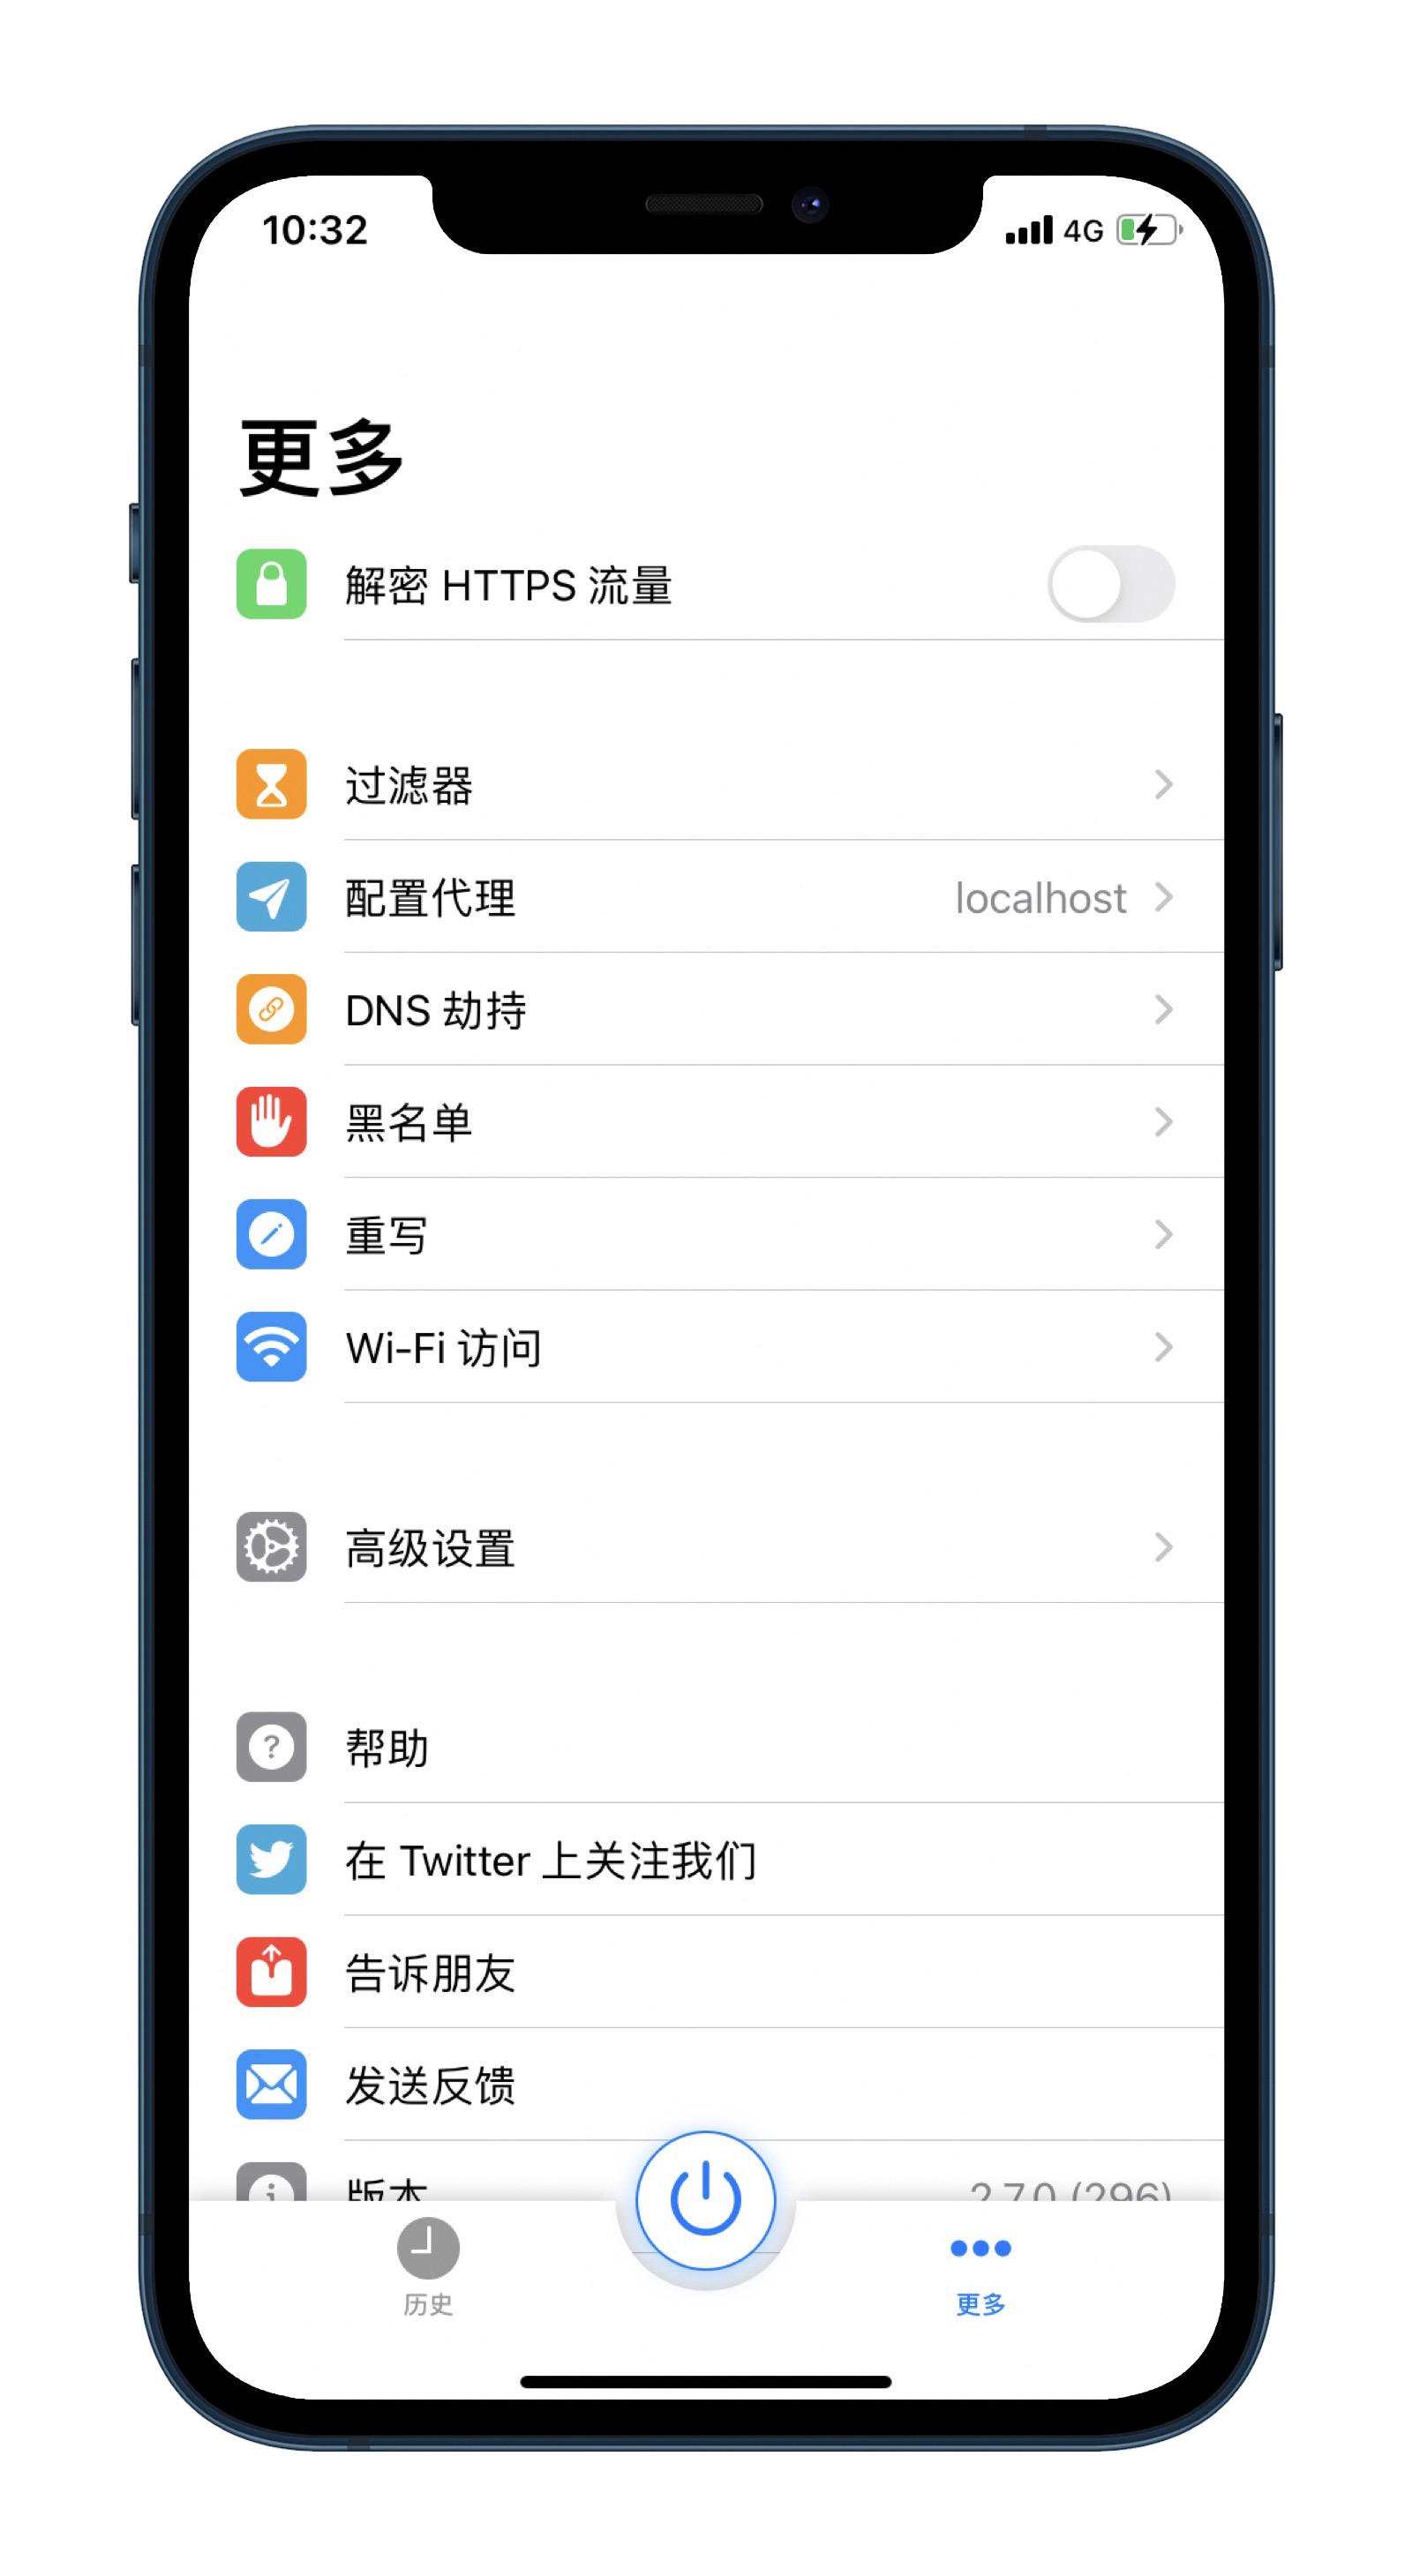 10:32
4G
更多
解密 HTTPS 流量
过滤器
配置代理 localhost
DNS 劫持
黑名单
重写
Wi-Fi 访问
高级设置
?
帮助
在 Twitter 上关注我们
告诉朋友
发送反馈
版本 2.7.0 (296)
历史
更多